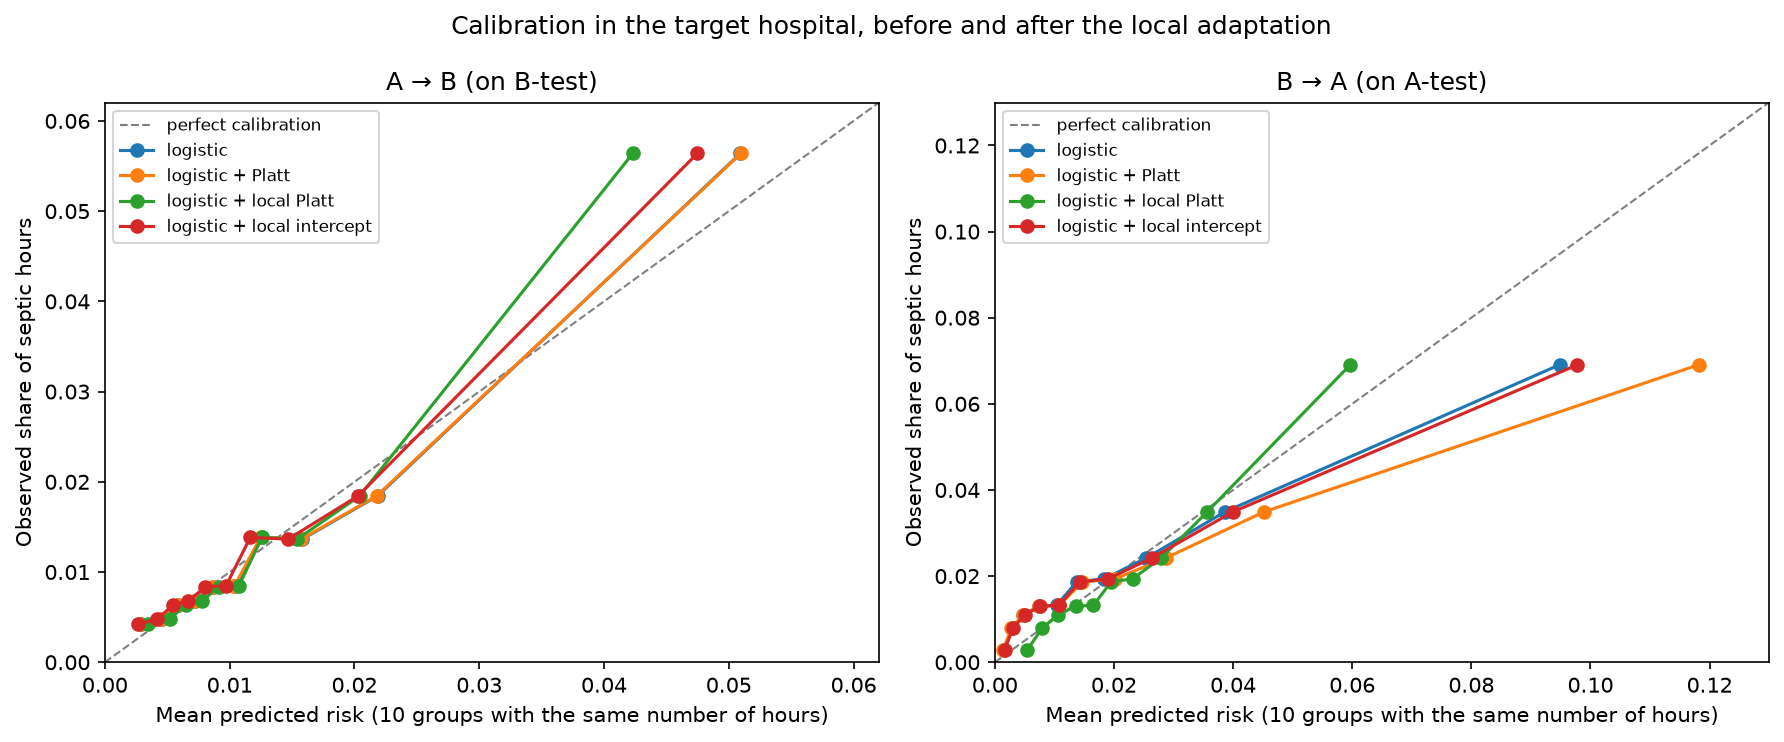 Calibration in the target hospital, before and after the local adaptation
A → B (on B-test)
perfect calibration
logistic
logistic + Platt
logistic + local Platt
logistic + local intercept
Observed share of septic hours
0.06
0.05
0.04
0.03
0.02
0.01
0.00
0.00 0.01 0.02 0.03 0.04 0.05 0.06
Mean predicted risk (10 groups with the same number of hours)
B → A (on A-test)
perfect calibration
logistic
logistic + Platt
logistic + local Platt
logistic + local intercept
Observed share of septic hours
0.12
0.10
0.08
0.06
0.04
0.02
0.00
0.00 0.02 0.04 0.06 0.08 0.10 0.12
Mean predicted risk (10 groups with the same number of hours)